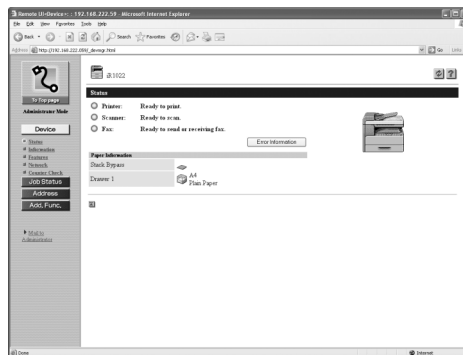 Remote UI<Device>: : 192.168.222.59 - Microsoft Internet Explorer
File Edit View Favorites Tools Help
Back Search Favorites
Address http://192.168.222.59/_devmgr.html Go Links
To Top page
Administrator Mode
Device
Status
Information
Features
Network
Counter Check
Job Status
Address
Add. Func.
Mail to
Administrator
iR1022
Status
Printer: Ready to print.
Scanner: Ready to scan.
Fax: Ready to send or receiving fax.
Error Information
Paper Information
Stack Bypass
Drawer 1
A4
Plain Paper
Done Internet